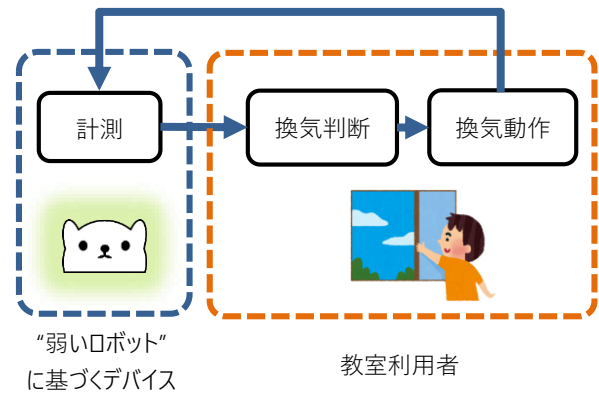 計測
換気判断
換気動作
“弱いロボット”
に基づくデバイス
教室利用者